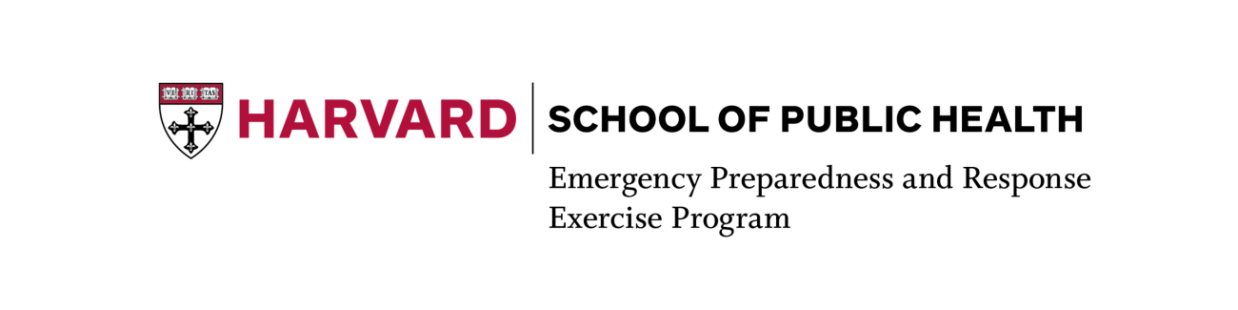 HARVARD
SCHOOL OF PUBLIC HEALTH
Emergency Preparedness and Response
Exercise Program